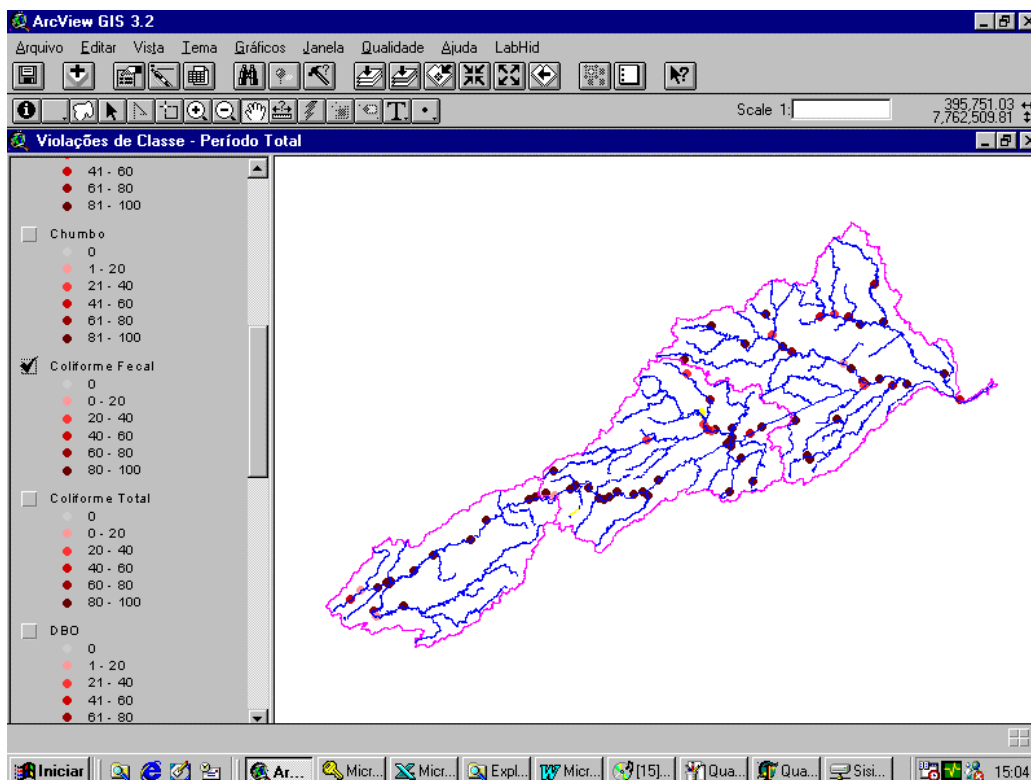 ArcView GIS 3.2
Arquivo Editar Vista Tema Gráficos Janela Qualidade Ajuda LabHid
Scale 1:
395,751.03
7,762,509.81
Violações de Classe - Período Total
41 - 60
61 - 80
81 - 100
Chumbo
0
1 - 20
21 - 40
41 - 60
61 - 80
81 - 100
Coliforme Fecal
0
0 - 20
20 - 40
40 - 60
60 - 80
80 - 100
Coliforme Total
0
0 - 20
20 - 40
40 - 60
60 - 80
80 - 100
DBO
0
1 - 20
21 - 40
41 - 60
61 - 80
Iniciar Ar... Micr... Micr... Expl... Micr... [15]... Qua... Qua... Sisi... 15:04